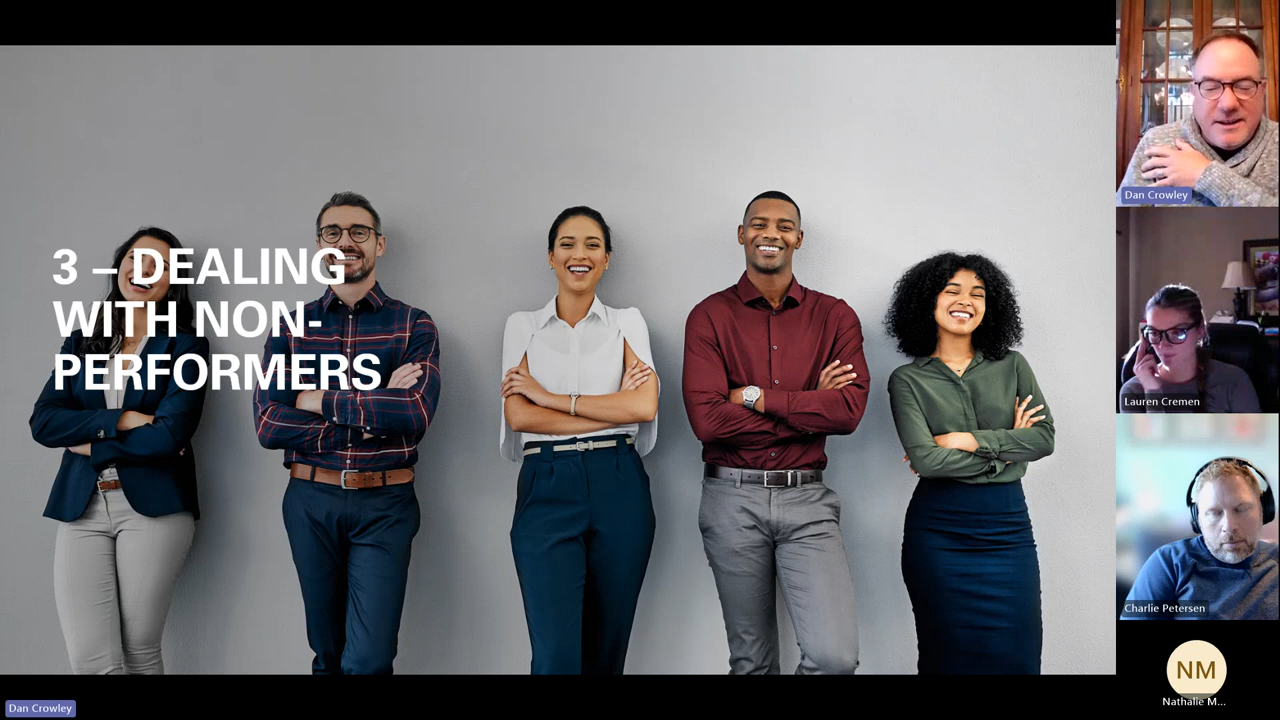 3 – DEALING
WITH NON-
PERFORMERS
Dan Crowley
Lauren Cremen
Charlie Petersen
NM
Nathalie M...
Dan Crowley